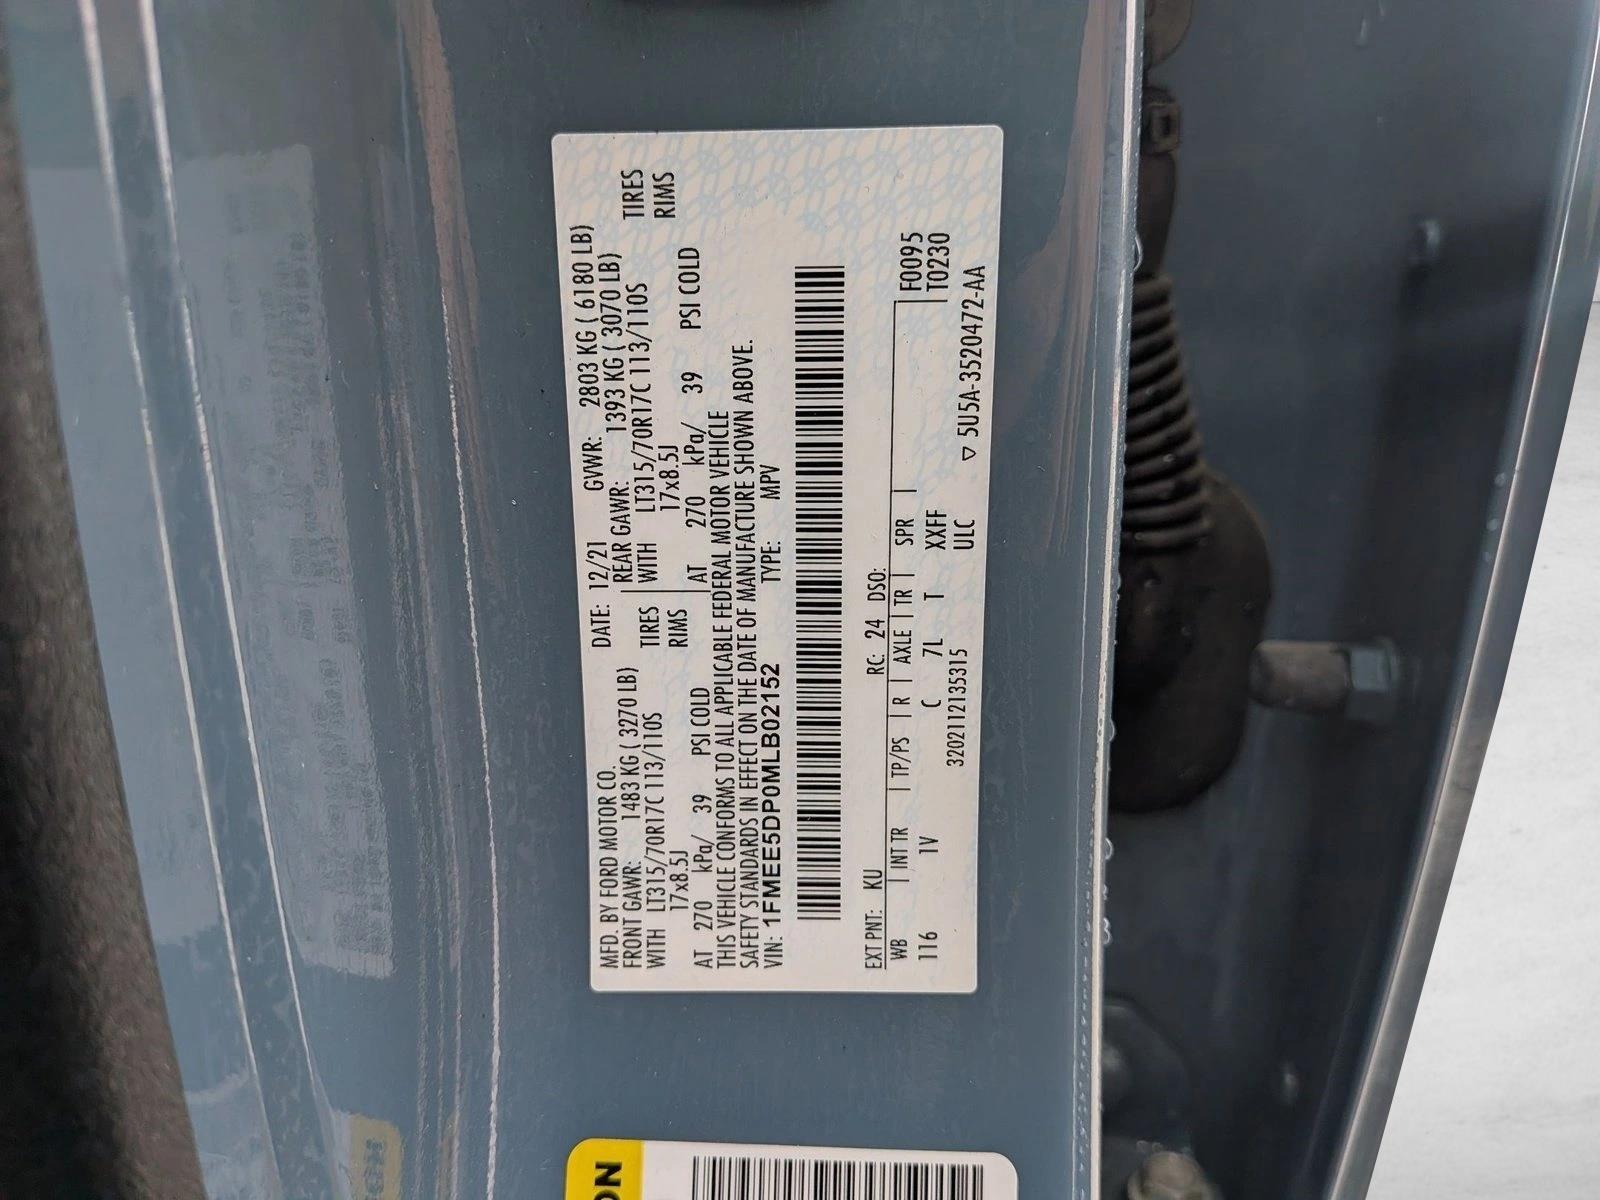 MFD. BY FORD MOTOR CO.
DATE: 12/21 GVWR: 2803 KG ( 6180 LB)
FRONT GAWR: 1483 KG ( 3270 LB) REAR GAWR: 1393 KG ( 3070 LB)
WITH LT315/70R17C 113/110S TIRES WITH LT315/70R17C 113/110S TIRES
17x8.5J RIMS 17x8.5J RIMS
AT 270 kPa/ 39 PSI COLD AT 270 kPa/ 39 PSI COLD
THIS VEHICLE CONFORMS TO ALL APPLICABLE FEDERAL MOTOR VEHICLE
SAFETY STANDARDS IN EFFECT ON THE DATE OF MANUFACTURE SHOWN ABOVE.
VIN: 1FMEE5DP0MLB02152 TYPE: MPV
EXT PNT: KU RC: 24 DSO:
WB INT TR TP/PS R AXLE TR SPR F0095
116 1V C 7L T XXFF T0230
3202112135315 ULC ▽ 5U5A-3520472-AA